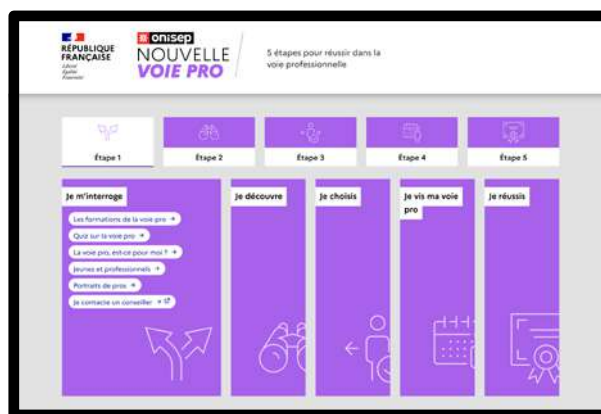 RÉPUBLIQUE
FRANÇAISE
Liberté
Égalité
Fraternité
onisep
NOUVELLE
VOIE PRO
5 étapes pour réussir dans la
voie professionnelle
Étape 1
Étape 2
Étape 3
Étape 4
Étape 5
Je m'interroge
Les formations de la voie pro →
Quiz sur la voie pro →
La voie pro, est-ce pour moi ? →
Jeunes et professionnels →
Portraits de pros →
Je contacte un conseiller →
Je découvre
Je choisis
Je vis ma voie
pro
Je réussis